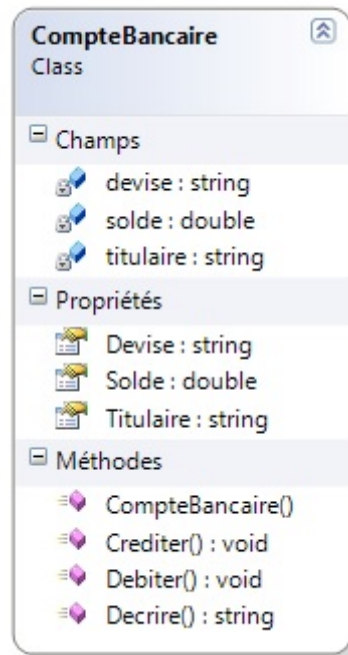 CompteBancaire
Class
Champs
devise : string
solde : double
titulaire : string
Propriétés
Devise : string
Solde : double
Titulaire : string
Méthodes
CompteBancaire()
Crediter() : void
Debiter() : void
Decrire() : string